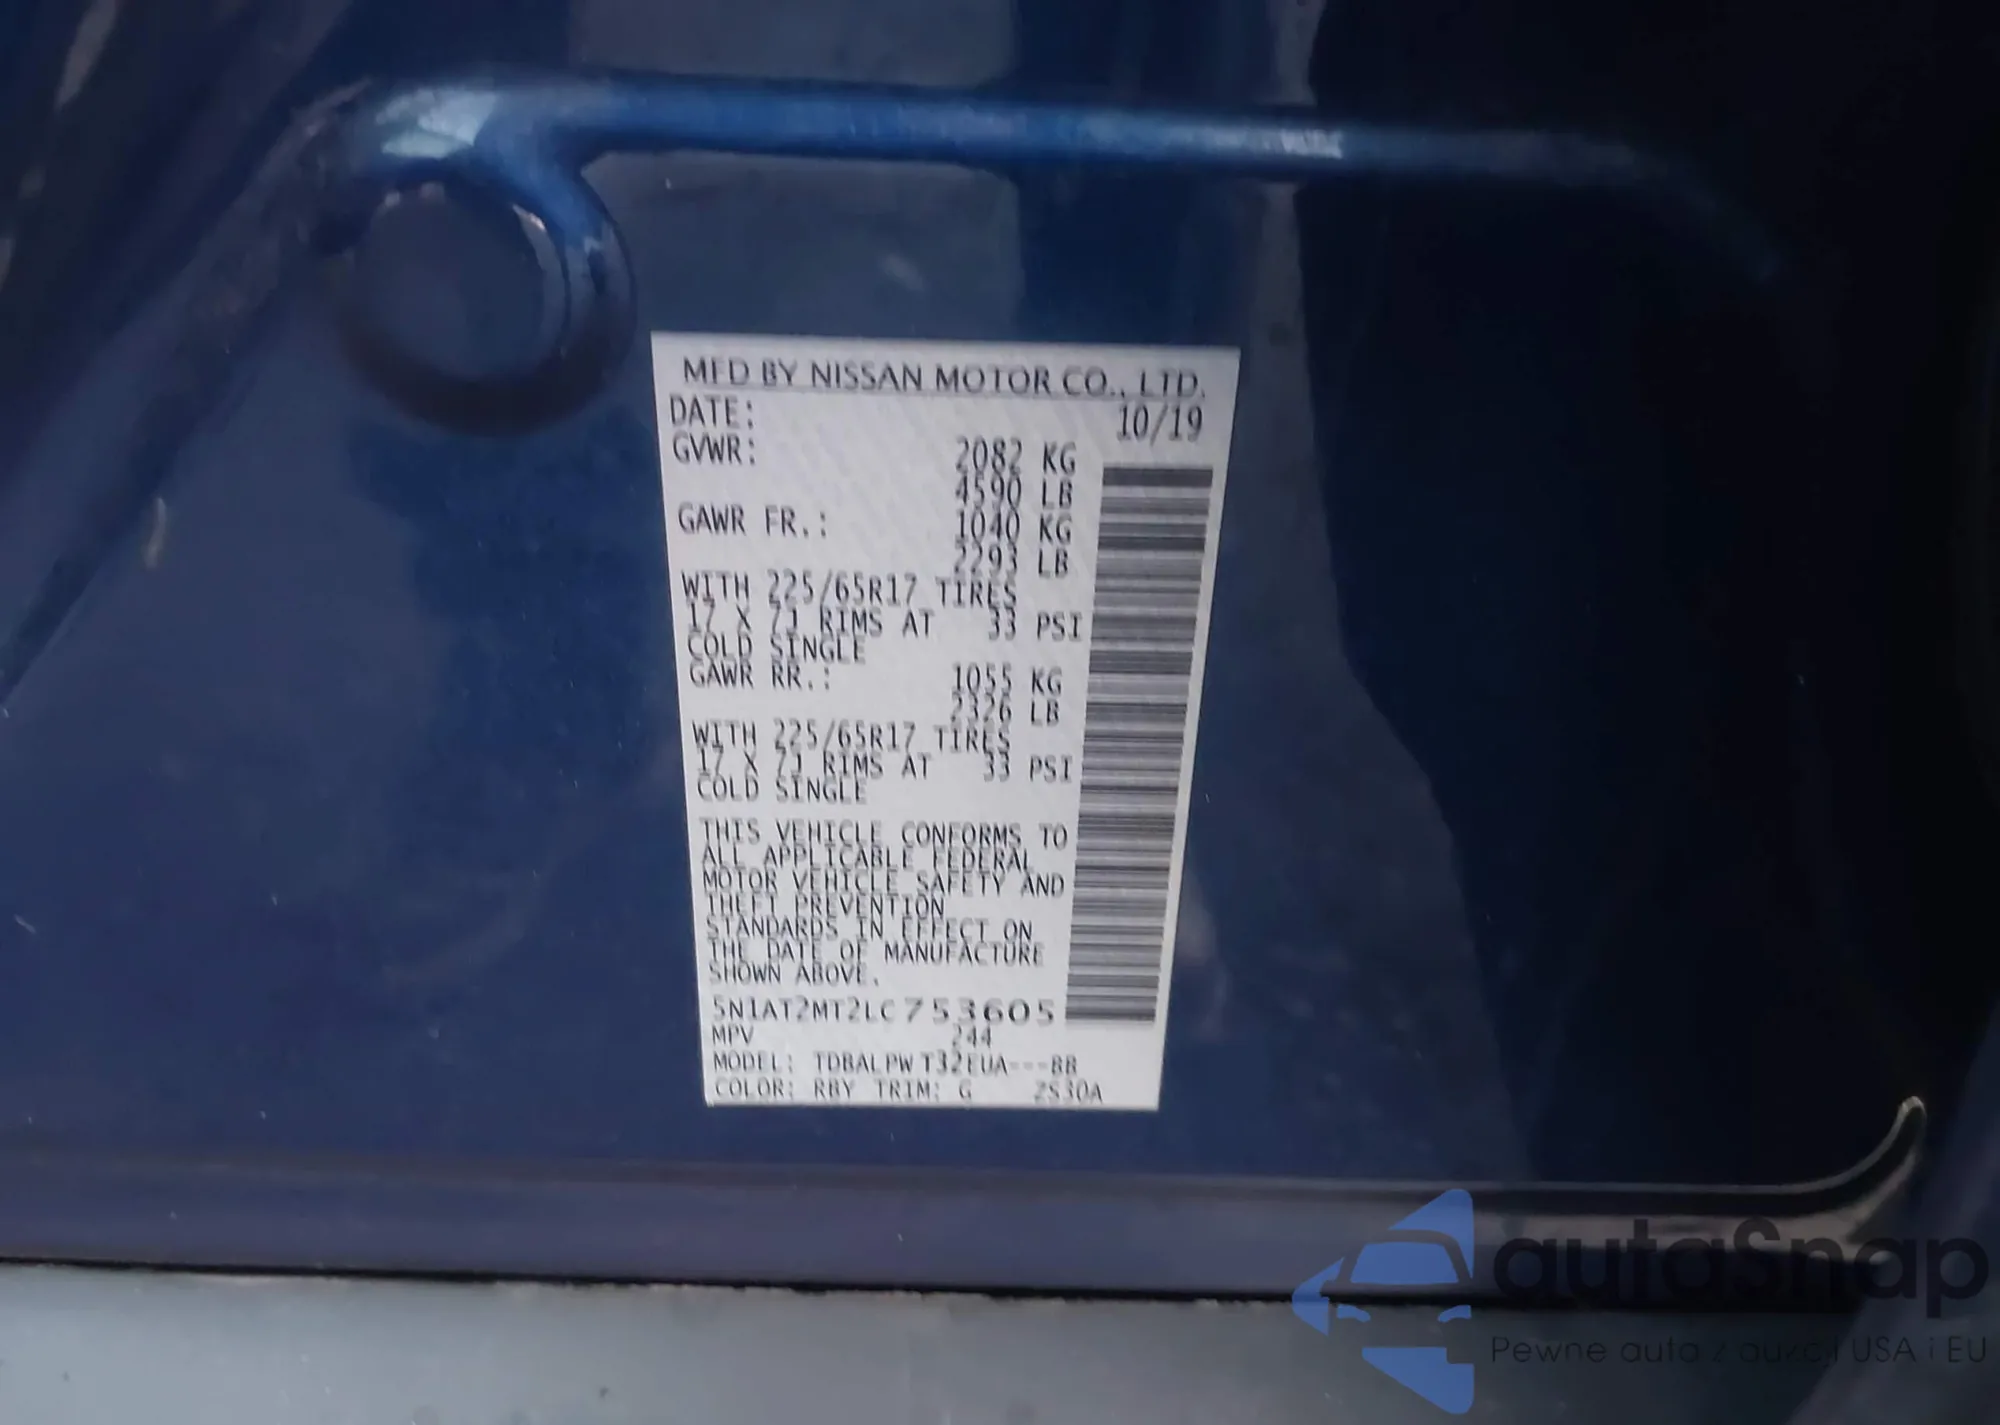 MFD BY NISSAN MOTOR CO., LTD.
DATE: 10/19
GVWR: 2082 KG
4590 LB
GAWR FR.: 1040 KG
2293 LB
WITH 225/65R17 TIRES
17 X 7J RIMS AT 33 PSI
COLD SINGLE
GAWR RR.: 1055 KG
2326 LB
WITH 225/65R17 TIRES
17 X 7J RIMS AT 33 PSI
COLD SINGLE
THIS VEHICLE CONFORMS TO
ALL APPLICABLE FEDERAL
MOTOR VEHICLE SAFETY AND
THEFT PREVENTION
STANDARDS IN EFFECT ON
THE DATE OF MANUFACTURE
SHOWN ABOVE.
5N1AT2MT2LC753605
MPV 244
MODEL: TDBALPWT32EUA---BB
COLOR: RBY TRIM: G 2S30A
autoSnap
Pewne auto z aukcji USA i EU